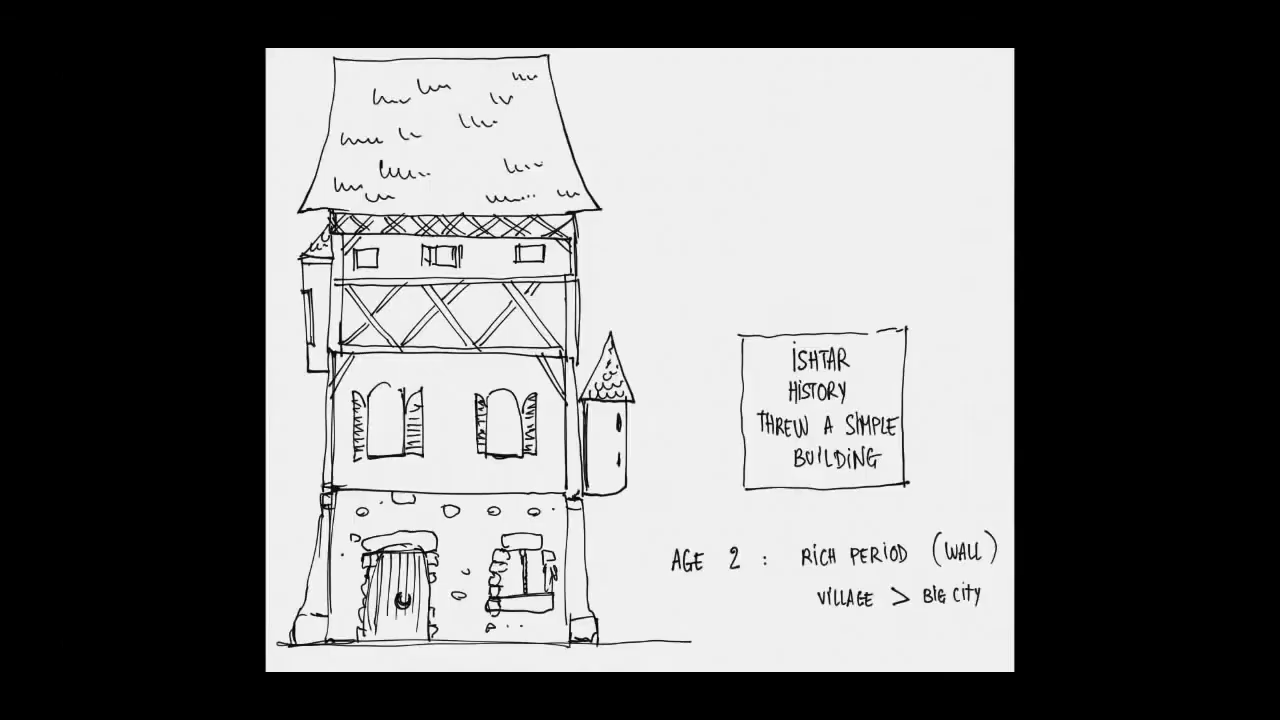 iSHTAR
HiSTORY
THREW A SiMPLE
BUiLDiNG
AGE 2 : RiCH PERiOD (WALL)
ViLLAGE > BiG CiTY